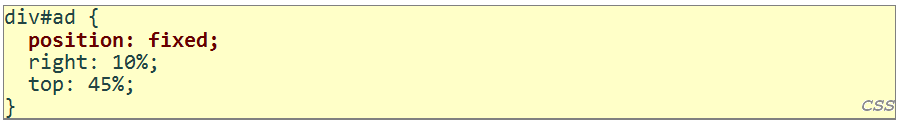 div#ad {
  position: fixed;
  right: 10%;
  top: 45%;
}
CSS